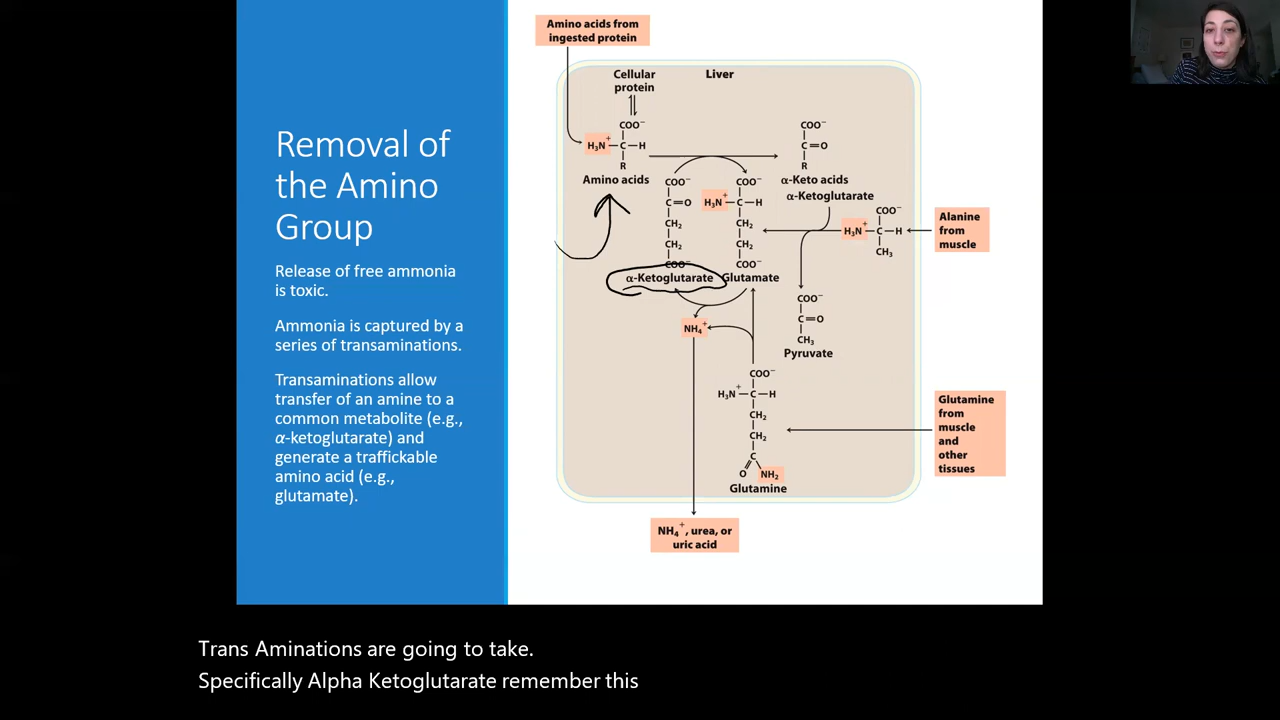 Removal of
the Amino
Group
Release of free ammonia
is toxic.
Ammonia is captured by a
series of transaminations.
Transaminations allow
transfer of an amine to a
common metabolite (e.g.,
α-ketoglutarate) and
generate a traffickable
amino acid (e.g.,
glutamate).
Amino acids from
ingested protein
Cellular
protein
Liver
COO⁻
H₃N⁺—C—H
R
Amino acids
COO⁻
C=O
R
α-Keto acids
α-Ketoglutarate
COO⁻
C=O
CH₂
CH₂
COO⁻
α-Ketoglutarate
COO⁻
H₃N⁺—C—H
CH₂
CH₂
COO⁻
Glutamate
COO⁻
H₃N⁺—C—H
CH₃
Alanine
from
muscle
COO⁻
C=O
CH₃
Pyruvate
NH₄⁺
COO⁻
H₃N⁺—C—H
CH₂
CH₂
C
O NH₂
Glutamine
Glutamine
from
muscle
and
other
tissues
NH₄⁺, urea, or
uric acid
Trans Aminations are going to take.
Specifically Alpha Ketoglutarate remember this